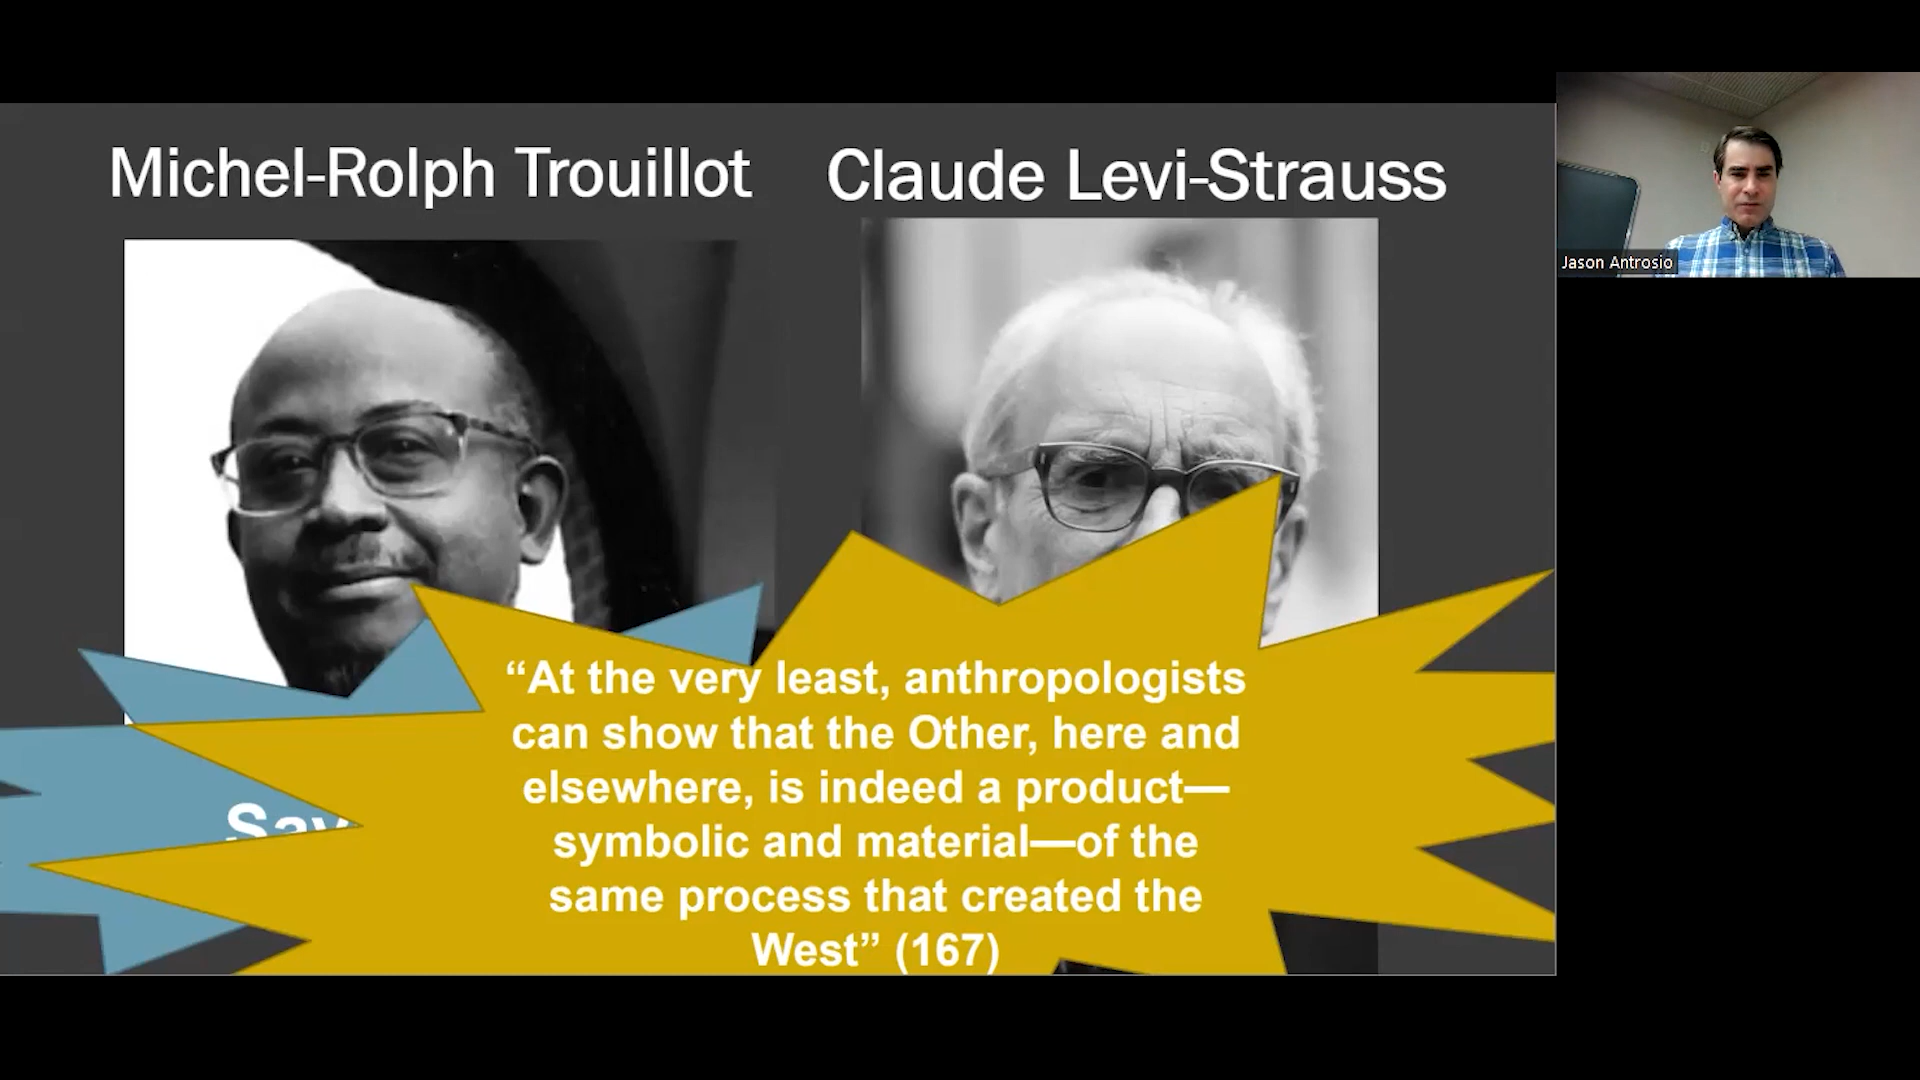 Michel-Rolph Trouillot
Claude Levi-Strauss
Jason Antrosio
“At the very least, anthropologists
can show that the Other, here and
elsewhere, is indeed a product—
symbolic and material—of the
same process that created the
West” (167)